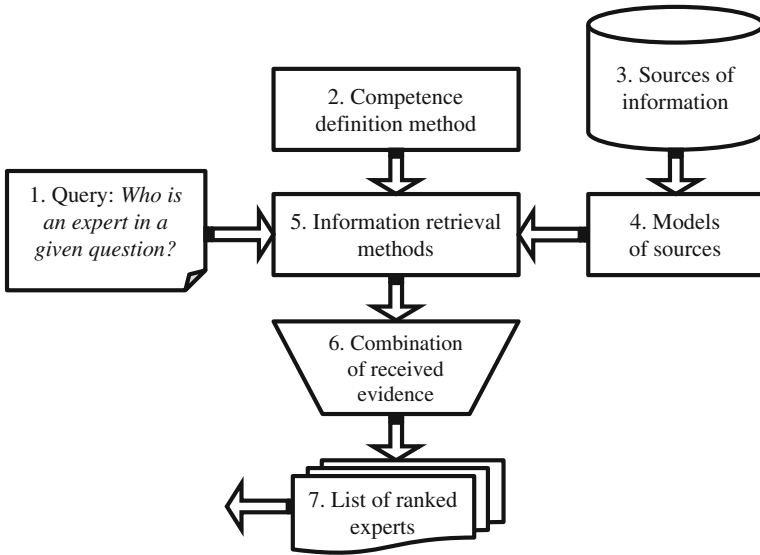 1. Query: Who is
an expert in a
given question?
2. Competence
definition method
3. Sources of
information
4. Models
of sources
5. Information retrieval
methods
6. Combination
of received
evidence
7. List of ranked
experts